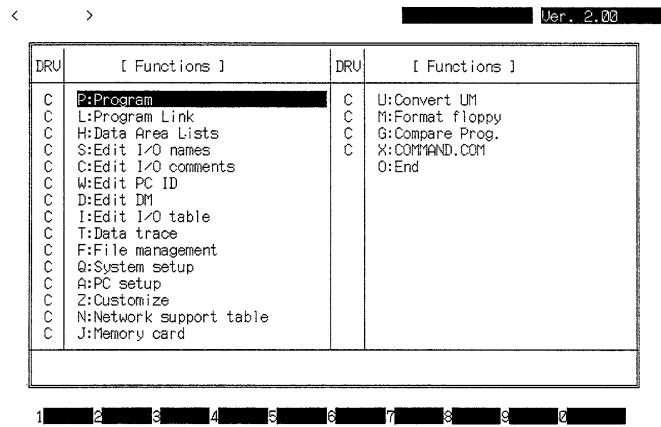 < >
Ver. 2.00
DRV [ Functions ] DRV [ Functions ]
C P:Program C U:Convert UM
C L:Program Link C M:Format floppy
C H:Data Area Lists C G:Compare Prog.
C S:Edit I/O names C X:COMMAND.COM
C C:Edit I/O comments O:End
C W:Edit PC ID
C D:Edit DM
C I:Edit I/O table
C T:Data trace
C F:File management
C Q:System setup
C A:PC setup
C Z:Customize
C N:Network support table
C J:Memory card
1 2 3 4 5 6 7 8 9 0